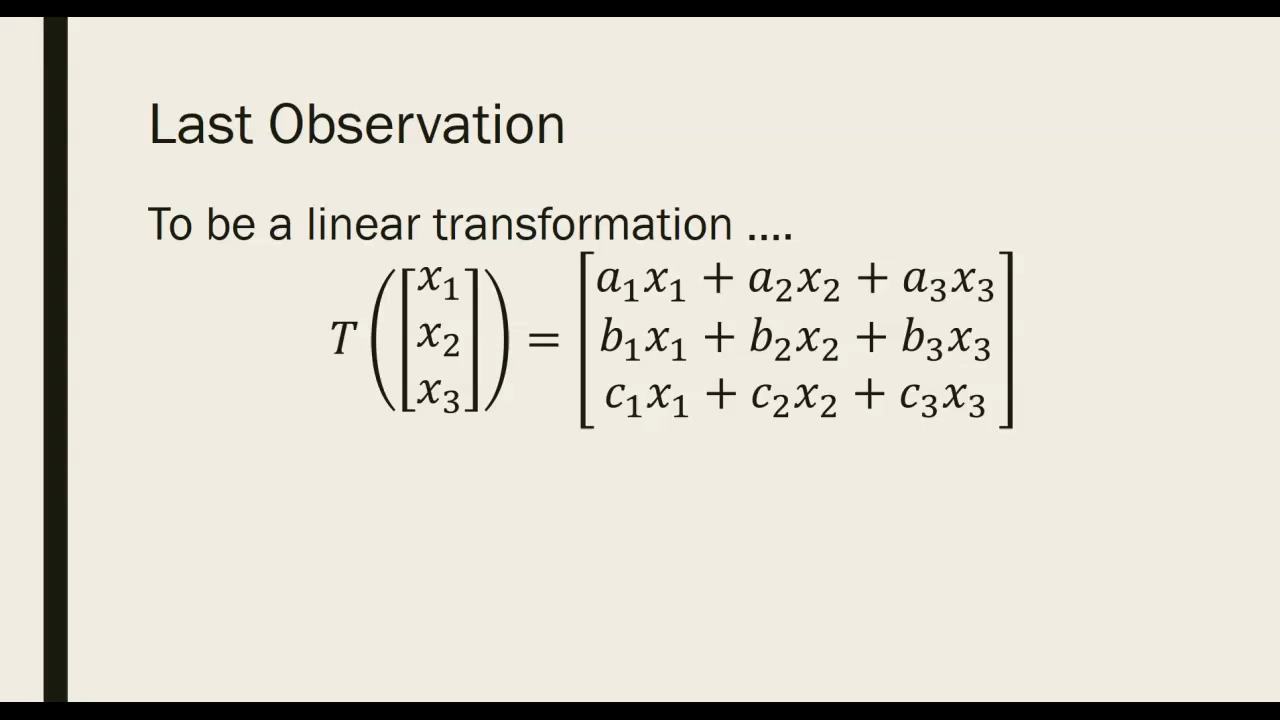 Last Observation
To be a linear transformation ....
T([x₁ x₂ x₃]) = [a₁x₁ + a₂x₂ + a₃x₃
b₁x₁ + b₂x₂ + b₃x₃
c₁x₁ + c₂x₂ + c₃x₃]